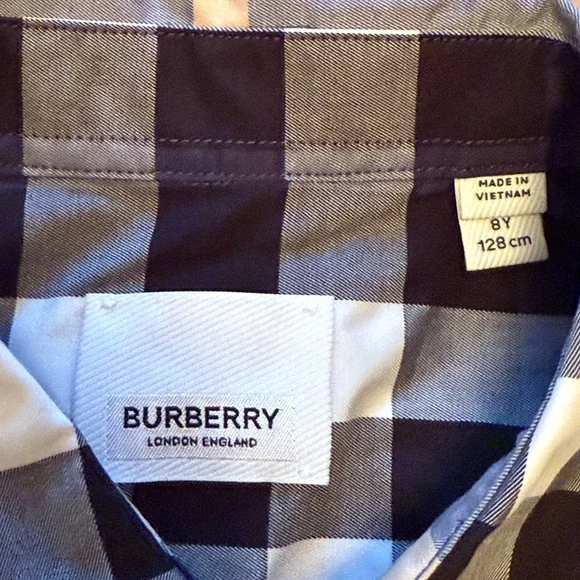 MADE IN
VIETNAM
8Y
128 cm
BURBERRY
LONDON ENGLAND